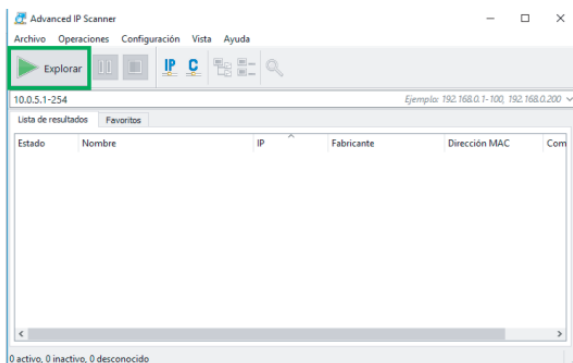 Advanced IP Scanner
Archivo Operaciones Configuración Vista Ayuda
Explorar IP C
10.0.5.1-254 Ejemplo: 192.168.0.1-100, 192.168.0.200
Lista de resultados Favoritos
Estado Nombre IP Fabricante Dirección MAC Com
0 activo, 0 inactivo, 0 desconocido